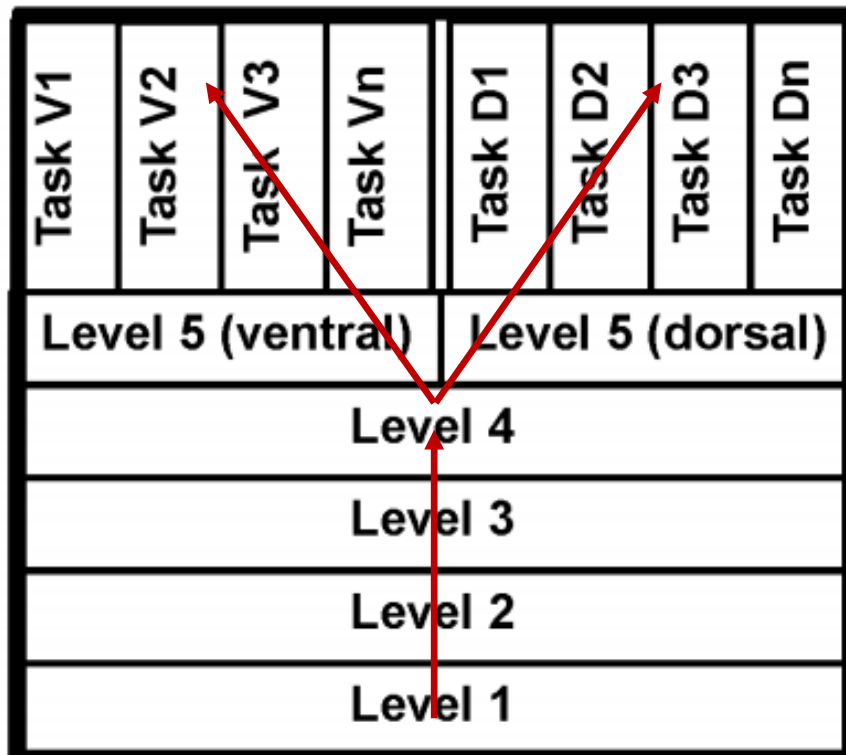 Task V1
Task V2
Task V3
Task Vn
Task D1
Task D2
Task D3
Task Dn
Level 5 (ventral)
Level 5 (dorsal)
Level 4
Level 3
Level 2
Level 1